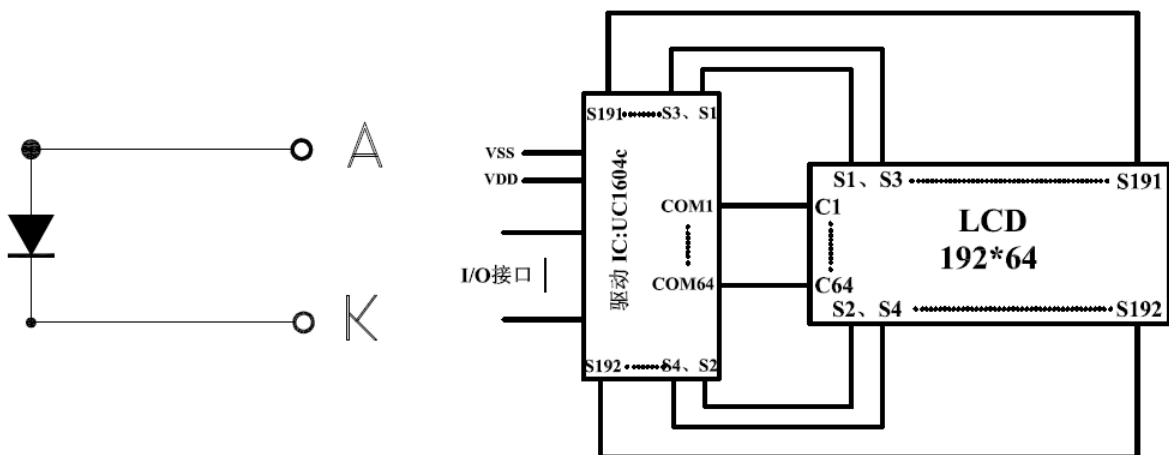 A
K
S191 S3、S1
VSS
VDD
I/O接口
驱动 IC:UC1604c
COM1
COM64
S192 S4、S2
S1、S3 S191
C1
LCD
192*64
C64
S2、S4 S192